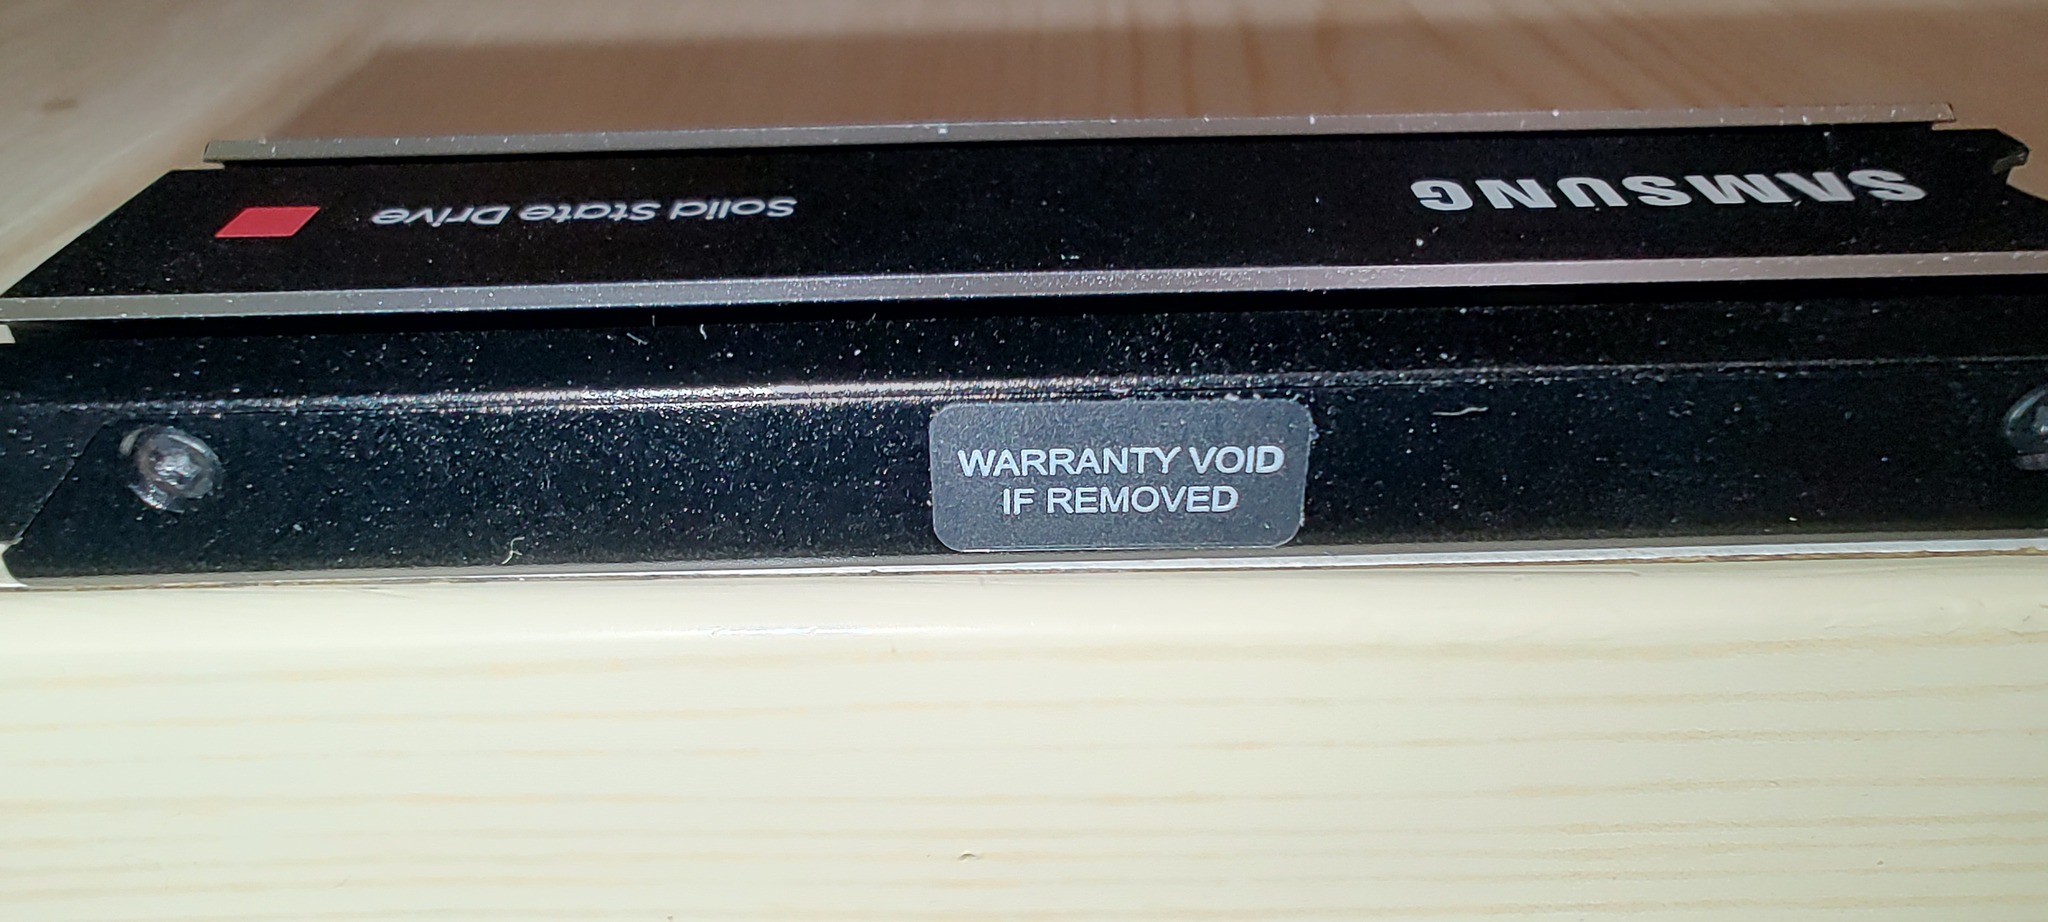 Solid State Drive
SAMSUNG
WARRANTY VOID
IF REMOVED